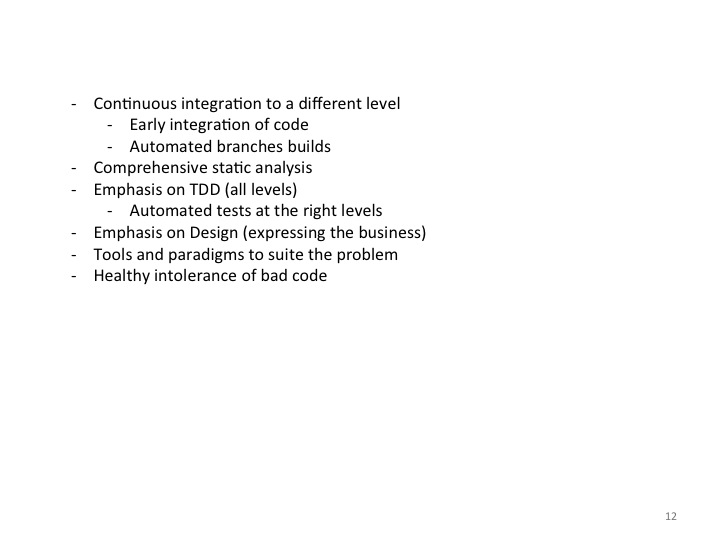 - Continuous integration to a different level
- Early integration of code
- Automated branches builds
- Comprehensive static analysis
- Emphasis on TDD (all levels)
- Automated tests at the right levels
- Emphasis on Design (expressing the business)
- Tools and paradigms to suite the problem
- Healthy intolerance of bad code
12